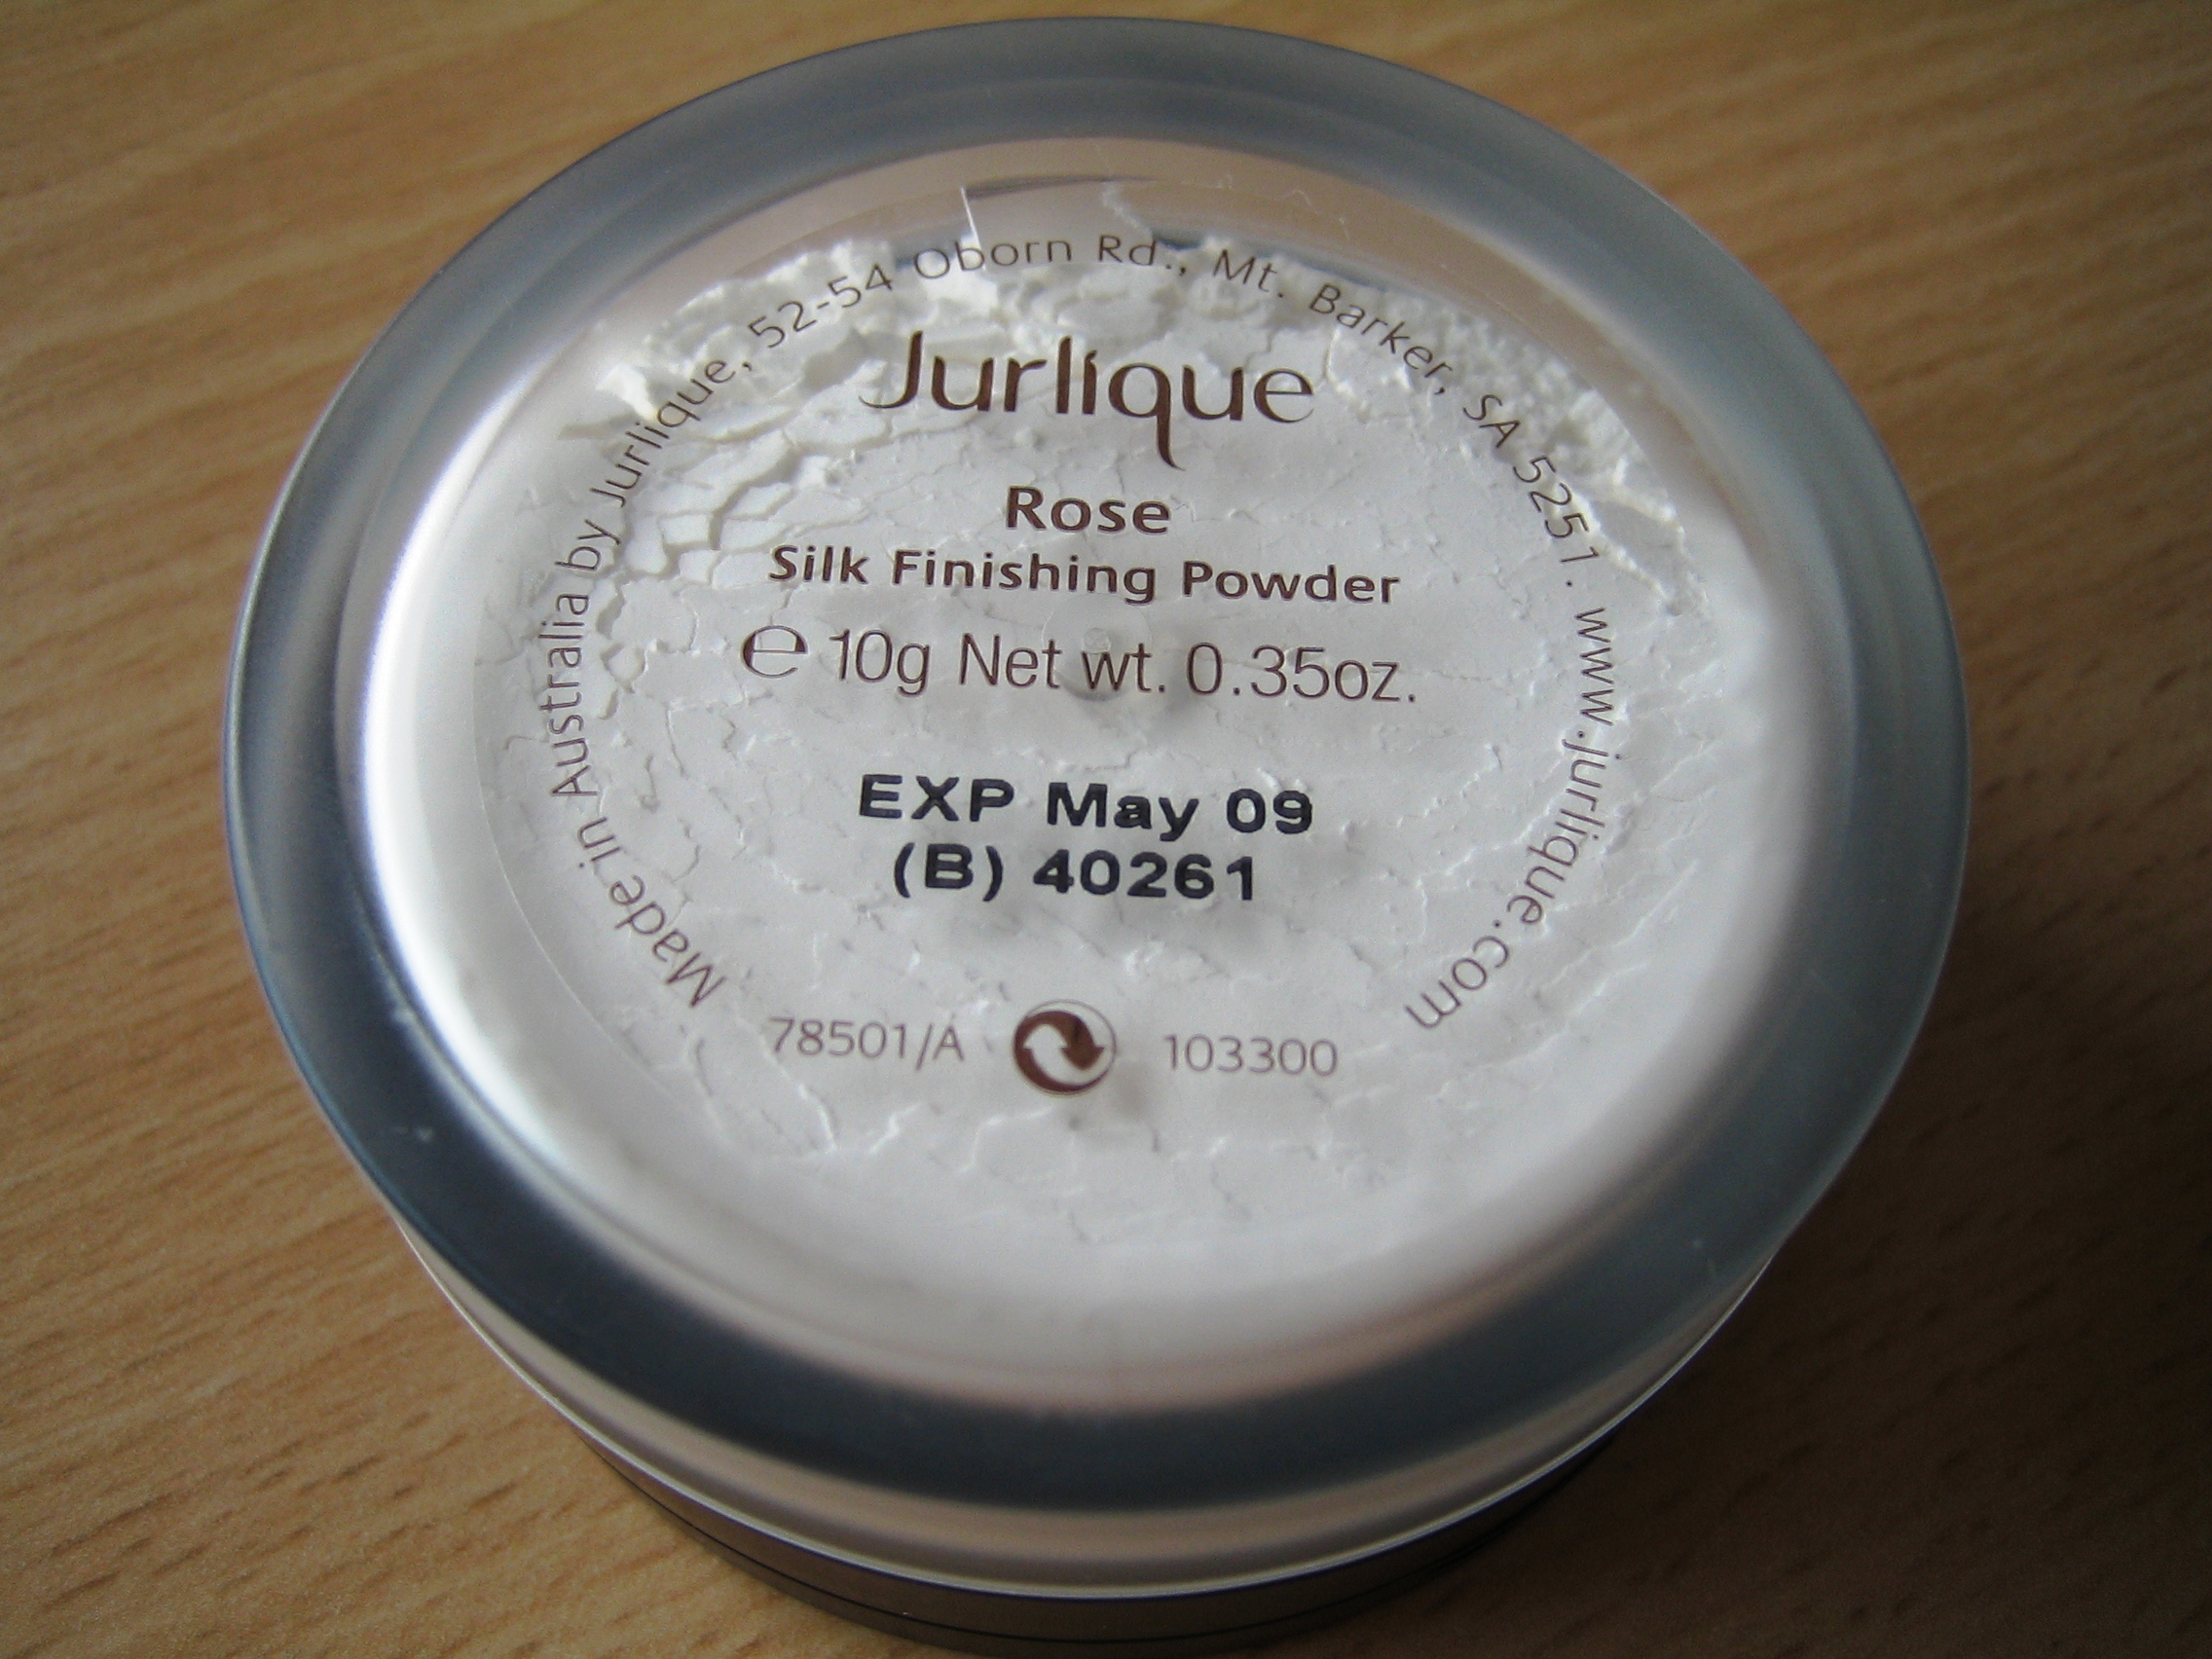 Made in Australia by Jurlique, 52-54 Oborn Rd., Mt. Barker, SA 5251. www.jurlique.com
Jurlique
Rose
Silk Finishing Powder
℮ 10g Net wt. 0.35oz.
EXP May 09
(B) 40261
78501/A 103300